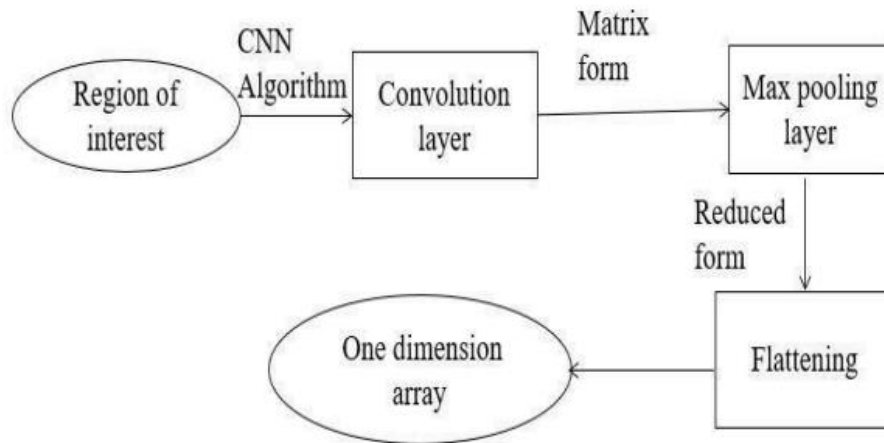 Region of
interest
CNN
Algorithm
Convolution
layer
Matrix
form
Max pooling
layer
Reduced
form
Flattening
One dimension
array